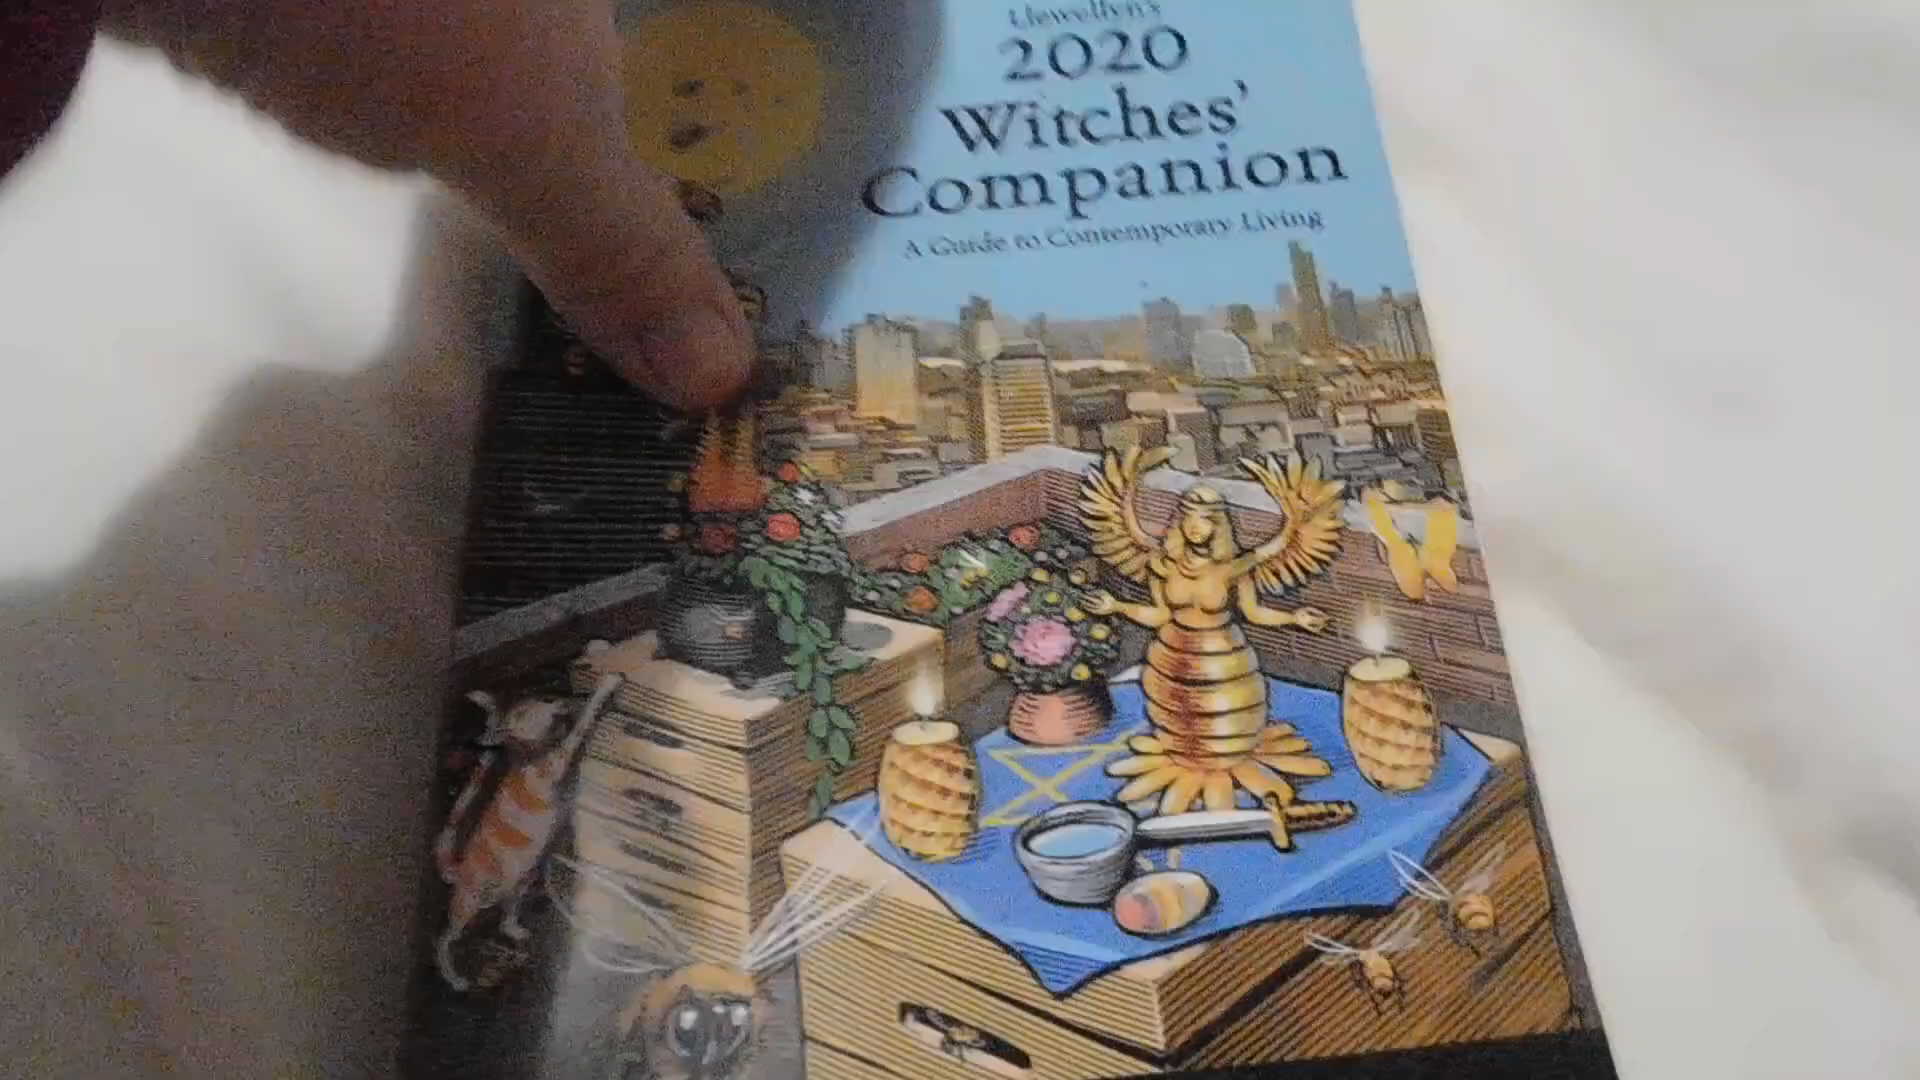 Llewellyn's
2020
Witches'
Companion
A Guide to Contemporary Living